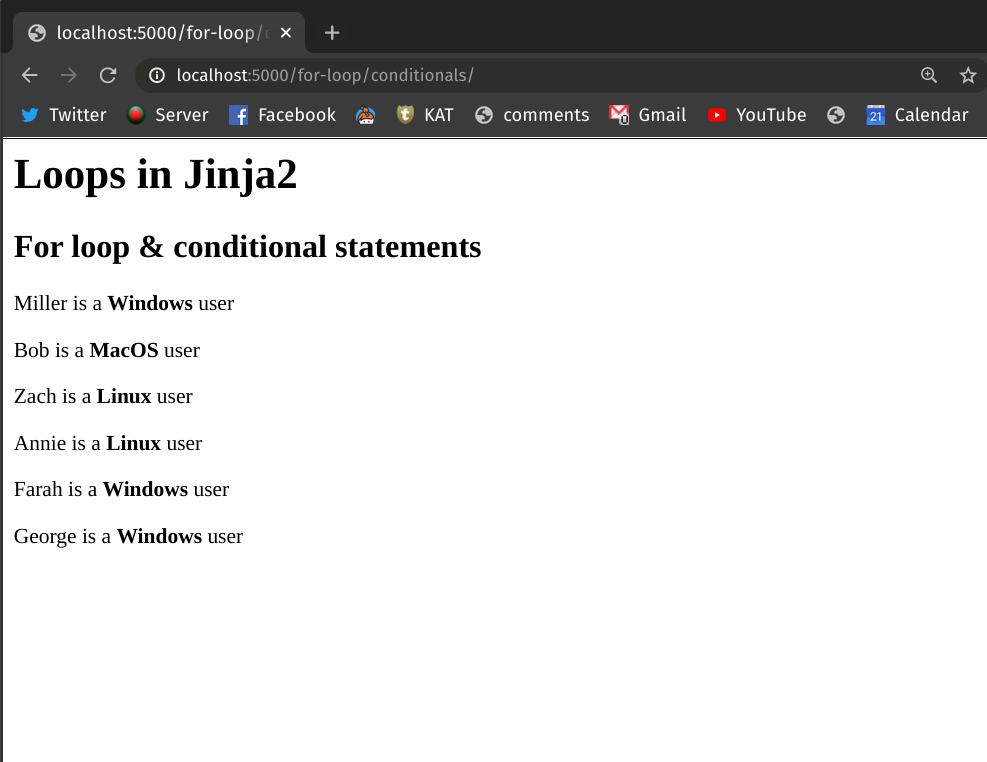 localhost:5000/for-loop/
localhost:5000/for-loop/conditionals/
Twitter Server Facebook KAT comments Gmail YouTube 21 Calendar
Loops in Jinja2
For loop & conditional statements
Miller is a Windows user
Bob is a MacOS user
Zach is a Linux user
Annie is a Linux user
Farah is a Windows user
George is a Windows user